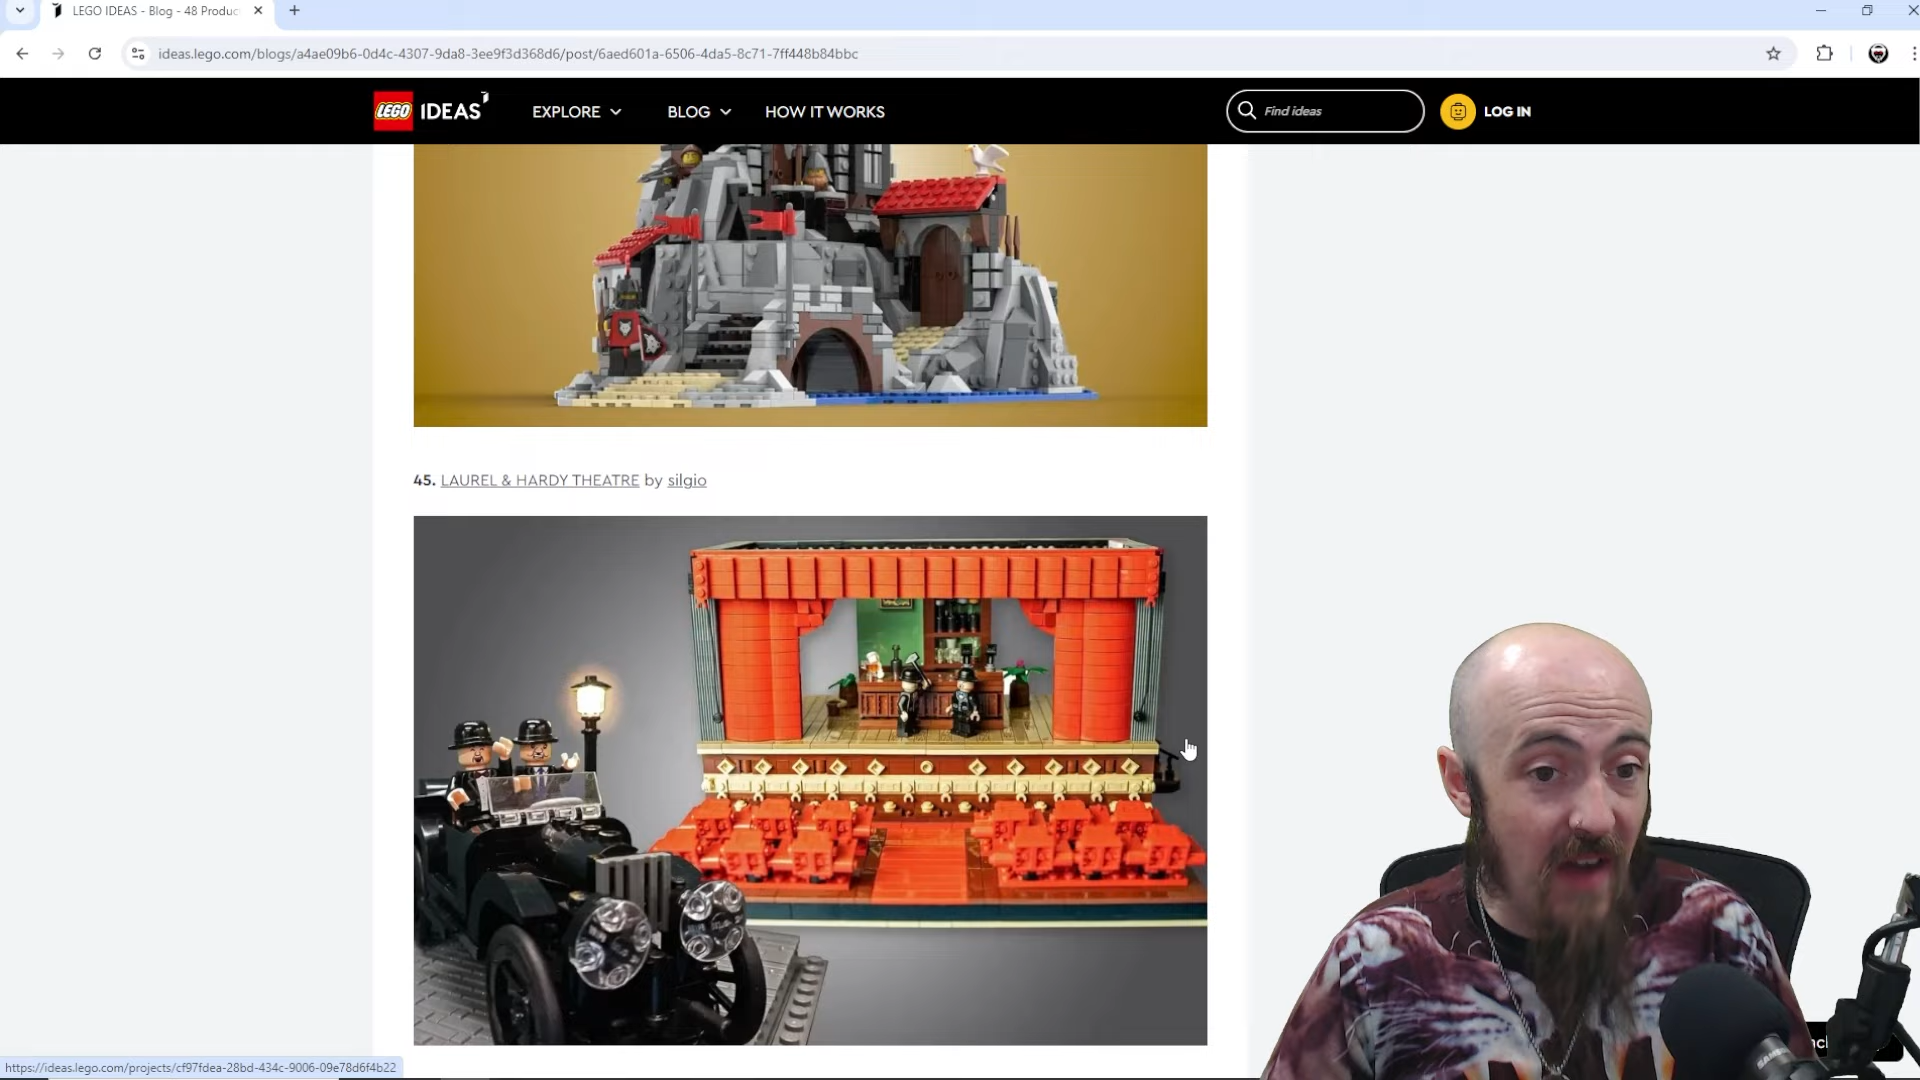 LEGO IDEAS - Blog - 48 Produc
ideas.lego.com/blogs/a4ae09b6-0d4c-4307-9da8-3ee9f3d368d6/post/6aed601a-6506-4da5-8c71-7ff448b84bbc
LEGO IDEAS EXPLORE BLOG HOW IT WORKS Find ideas LOG IN
45. LAUREL & HARDY THEATRE by silgio
https://ideas.lego.com/projects/cf97fdea-28bd-434c-9006-09e78d6f4b22